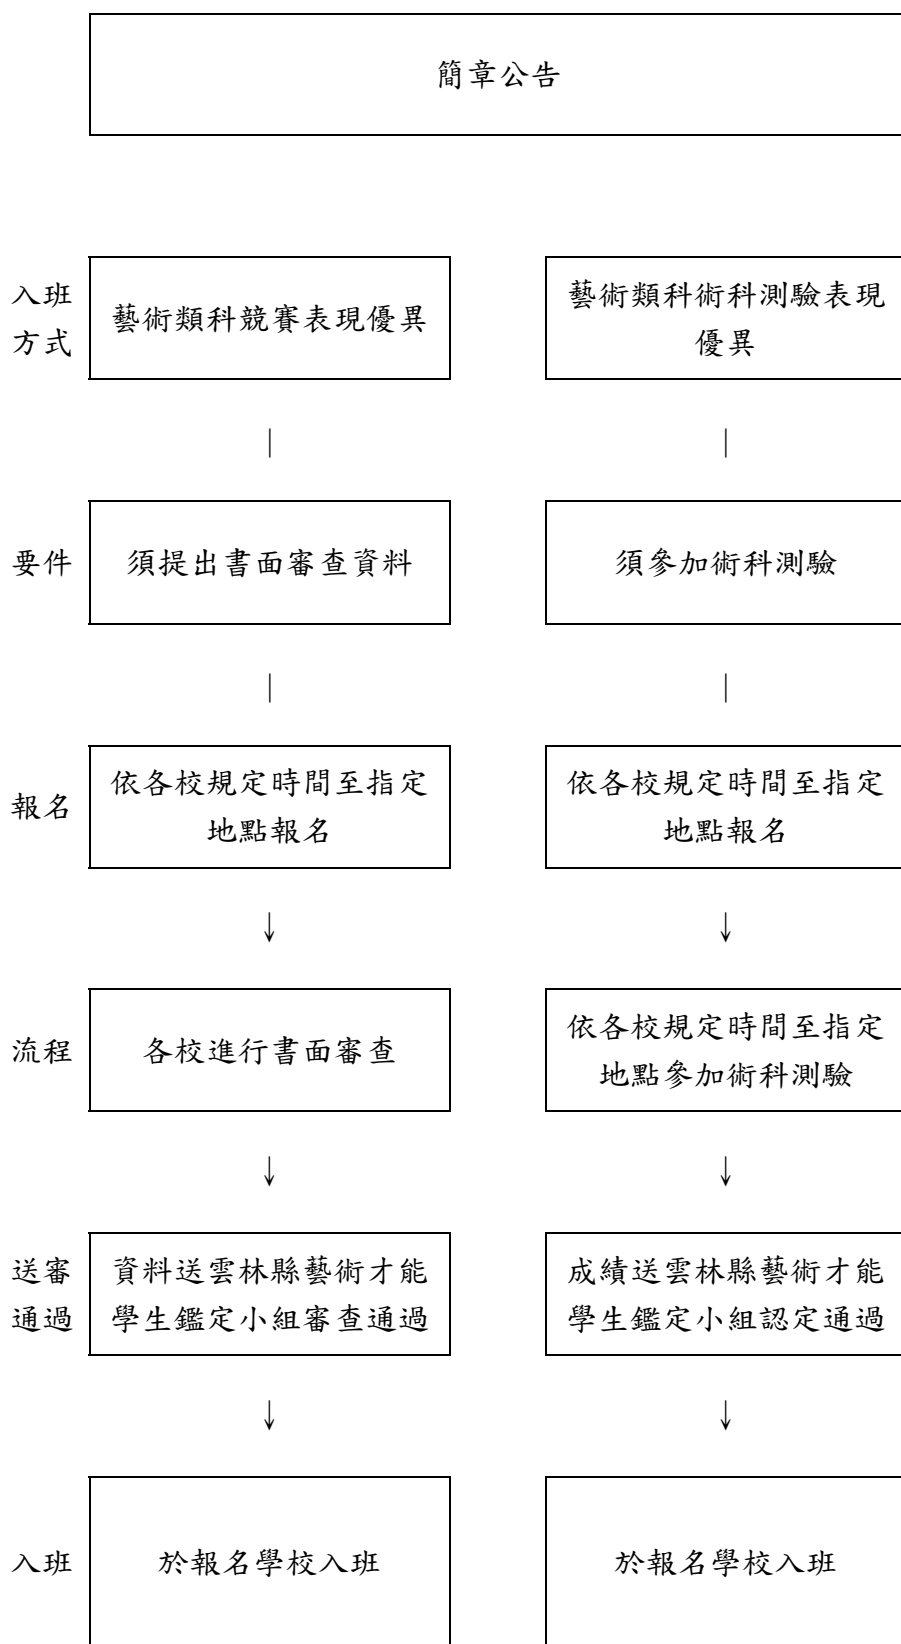 簡章公告
入班
方式
藝術類科競賽表現優異
藝術類科術科測驗表現
優異
要件
須提出書面審查資料
須參加術科測驗
報名
依各校規定時間至指定
地點報名
依各校規定時間至指定
地點報名
流程
各校進行書面審查
依各校規定時間至指定
地點參加術科測驗
送審
通過
資料送雲林縣藝術才能
學生鑑定小組審查通過
成績送雲林縣藝術才能
學生鑑定小組認定通過
入班
於報名學校入班
於報名學校入班